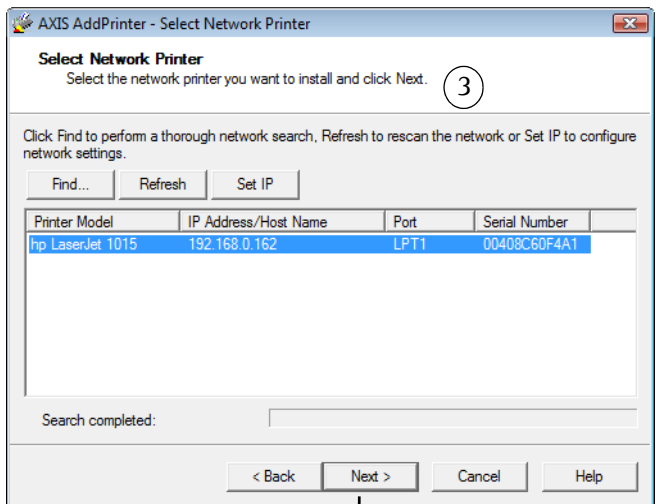 AXIS AddPrinter - Select Network Printer
Select Network Printer
Select the network printer you want to install and click Next.
3
Click Find to perform a thorough network search, Refresh to rescan the network or Set IP to configure
network settings.
Find... Refresh Set IP
Printer Model IP Address/Host Name Port Serial Number
hp LaserJet 1015 192.168.0.162 LPT1 00408C60F4A1
Search completed:
< Back Next > Cancel Help